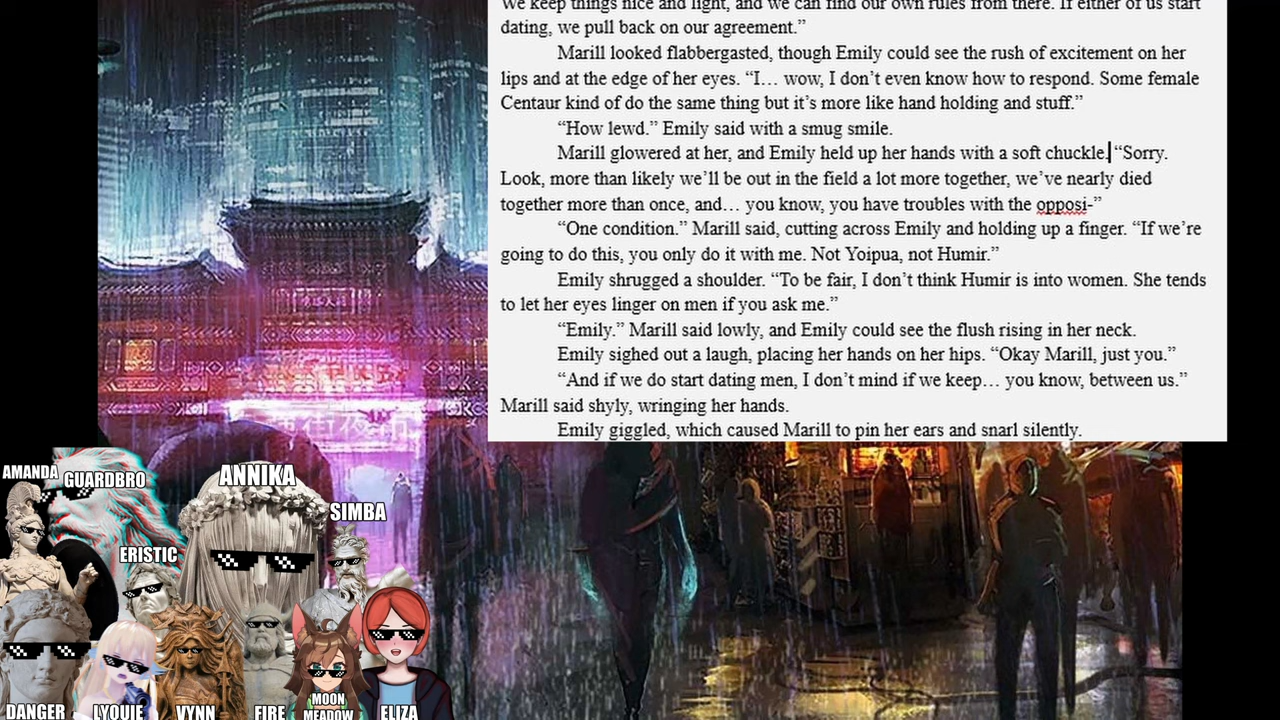 We keep things nice and light, and we can find our own rules from there. If either of us start
dating, we pull back on our agreement.”
Marill looked flabbergasted, though Emily could see the rush of excitement on her
lips and at the edge of her eyes. “I… wow, I don’t even know how to respond. Some female
Centaur kind of do the same thing but it’s more like hand holding and stuff.”
“How lewd.” Emily said with a smug smile.
Marill glowered at her, and Emily held up her hands with a soft chuckle. “Sorry.
Look, more than likely we’ll be out in the field a lot more together, we’ve nearly died
together more than once, and… you know, you have troubles with the opposi-”
“One condition.” Marill said, cutting across Emily and holding up a finger. “If we’re
going to do this, you only do it with me. Not Yoipua, not Humir.”
Emily shrugged a shoulder. “To be fair, I don’t think Humir is into women. She tends
to let her eyes linger on men if you ask me.”
“Emily.” Marill said lowly, and Emily could see the flush rising in her neck.
Emily sighed out a laugh, placing her hands on her hips. “Okay Marill, just you.”
“And if we do start dating men, I don’t mind if we keep… you know, between us.”
Marill said shyly, wringing her hands.
Emily giggled, which caused Marill to pin her ears and snarl silently.
AMANDA
GUARDBRO
ANNIKA
SIMBA
ERISTIC
DANGER
LYQUIE
VYNN
FIRE
MOON
MEADOW
ELIZA